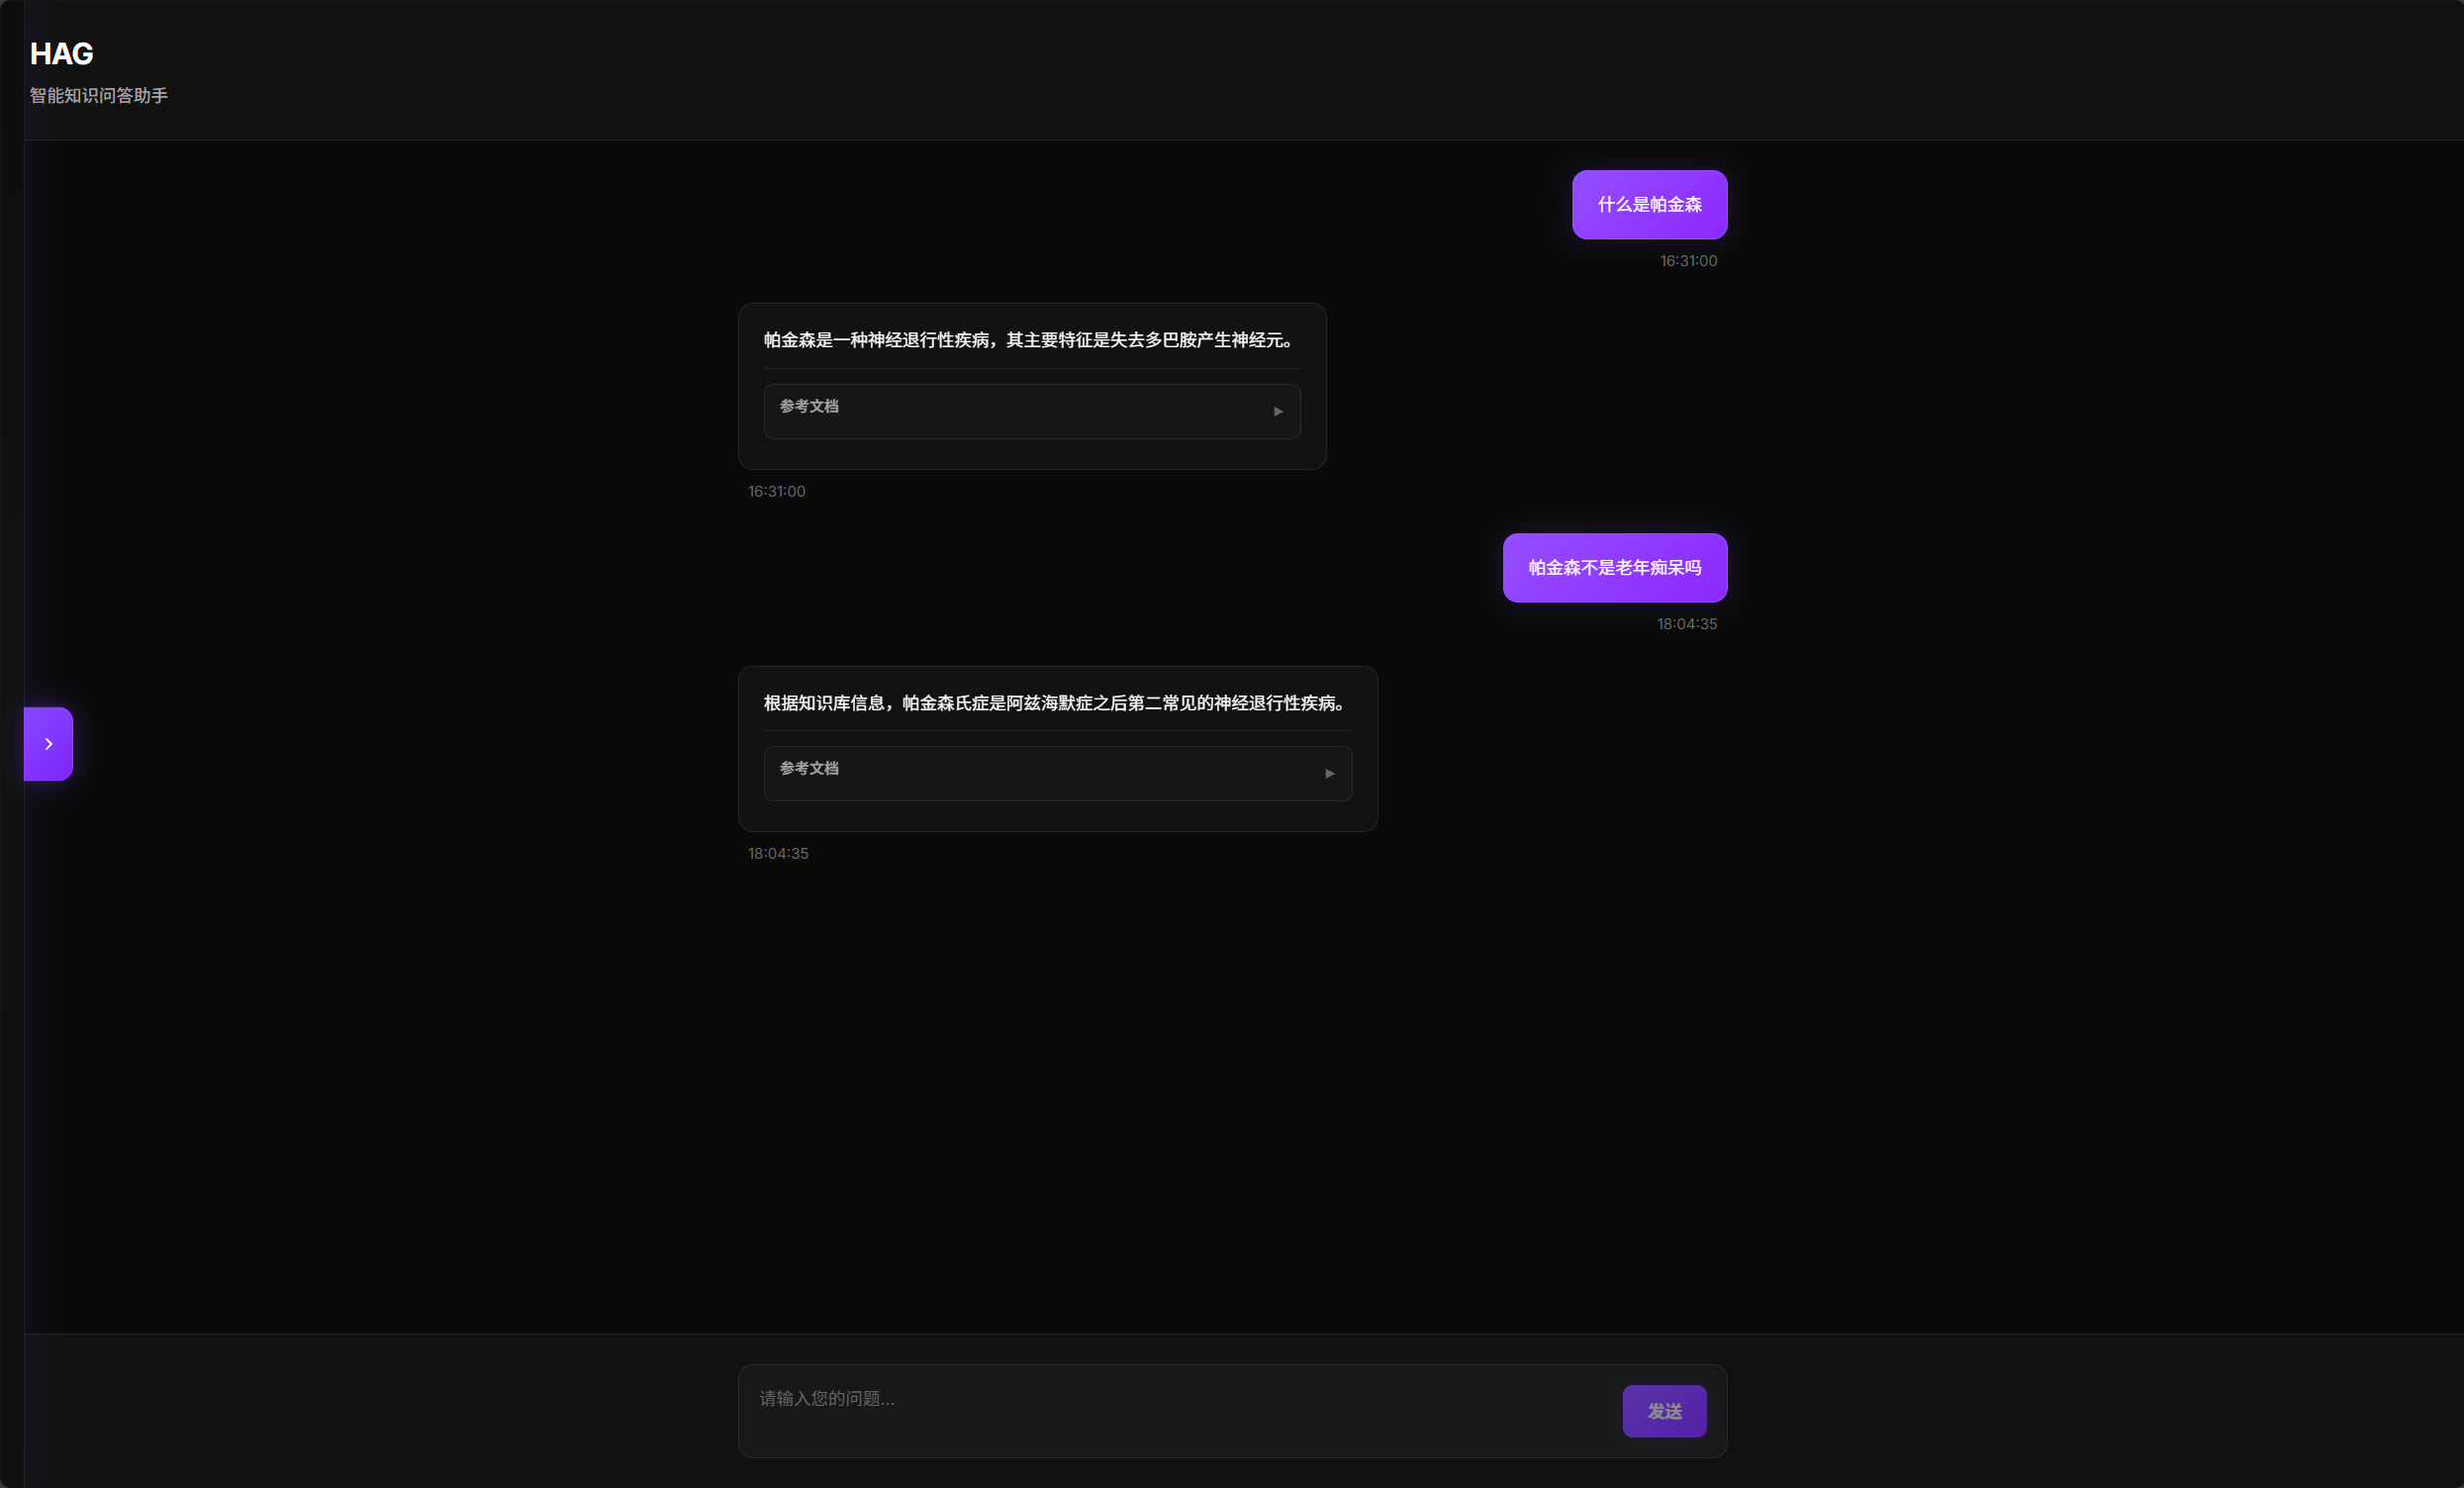 HAG
智能知识问答助手
什么是帕金森
16:31:00
帕金森是一种神经退行性疾病，其主要特征是失去多巴胺产生神经元。
参考文档
16:31:00
帕金森不是老年痴呆吗
18:04:35
根据知识库信息，帕金森氏症是阿兹海默症之后第二常见的神经退行性疾病。
参考文档
18:04:35
请输入您的问题...
发送